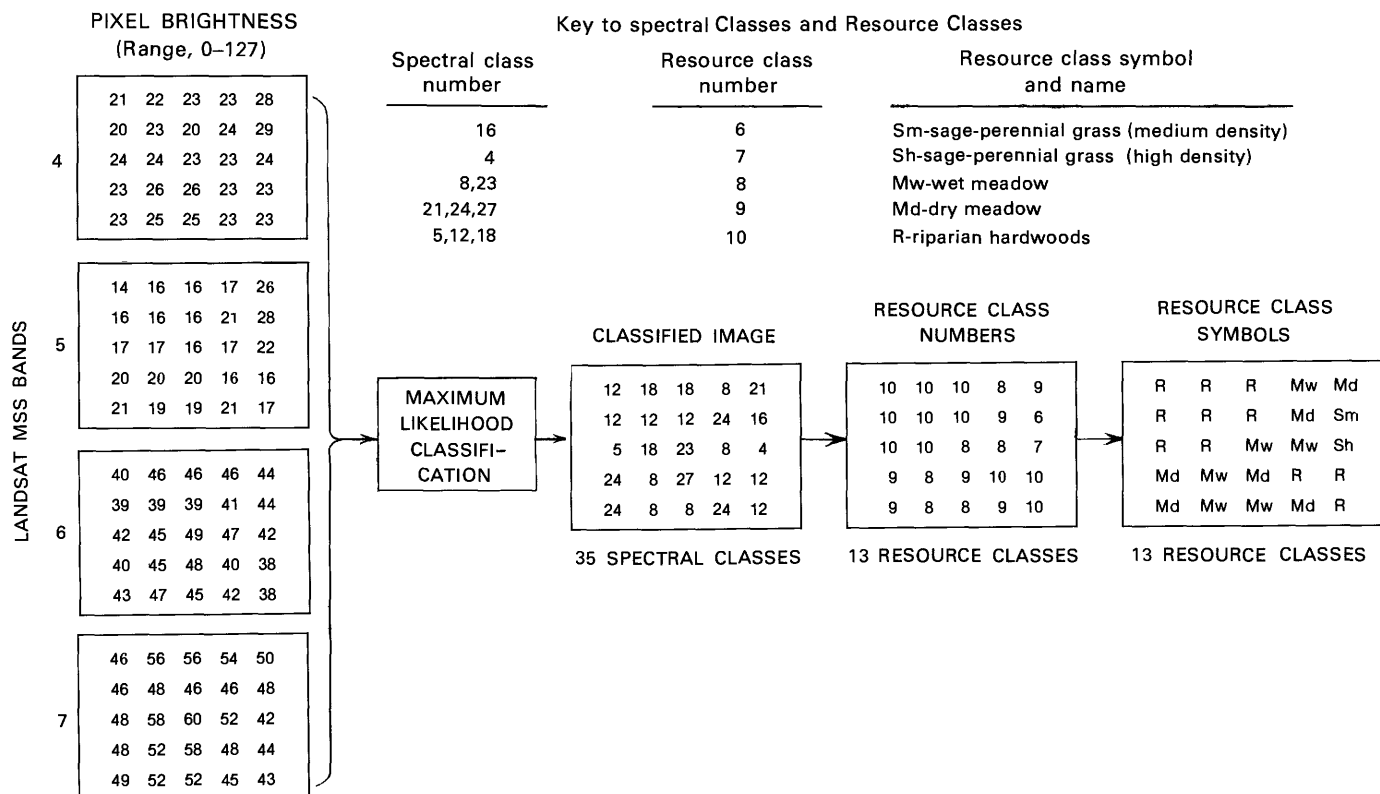 PIXEL BRIGHTNESS
(Range, 0–127)
Key to spectral Classes and Resource Classes
Spectral class
number
Resource class
number
Resource class symbol
and name
16 6 Sm-sage-perennial grass (medium density)
4 7 Sh-sage-perennial grass (high density)
8,23 8 Mw-wet meadow
21,24,27 9 Md-dry meadow
5,12,18 10 R-riparian hardwoods
LANDSAT MSS BANDS
4
21 22 23 23 28
20 23 20 24 29
24 24 23 23 24
23 26 26 23 23
23 25 25 23 23
5
14 16 16 17 26
16 16 16 21 28
17 17 16 17 22
20 20 20 16 16
21 19 19 21 17
6
40 46 46 46 44
39 39 39 41 44
42 45 49 47 42
40 45 48 40 38
43 47 45 42 38
7
46 56 56 54 50
46 48 46 46 48
48 58 60 52 42
48 52 58 48 44
49 52 52 45 43
MAXIMUM
LIKELIHOOD
CLASSIFI-
CATION
CLASSIFIED IMAGE
12 18 18 8 21
12 12 12 24 16
5 18 23 8 4
24 8 27 12 12
24 8 8 24 12
35 SPECTRAL CLASSES
RESOURCE CLASS
NUMBERS
10 10 10 8 9
10 10 10 9 6
10 10 8 8 7
9 8 9 10 10
9 8 8 9 10
13 RESOURCE CLASSES
RESOURCE CLASS
SYMBOLS
R R R Mw Md
R R R Md Sm
R R Mw Mw Sh
Md Mw Md R R
Md Mw Mw Md R
13 RESOURCE CLASSES